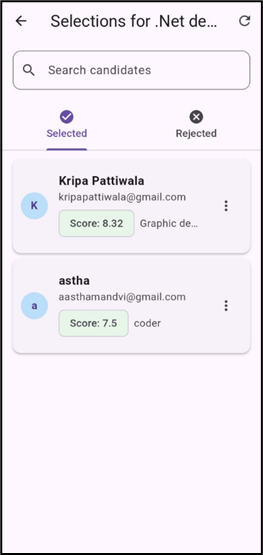 Selections for .Net de...
Search candidates
Selected
Rejected
K
Kripa Pattiwala
kripapattiwala@gmail.com
Score: 8.32
Graphic de...
a
astha
aasthamandvi@gmail.com
Score: 7.5
coder